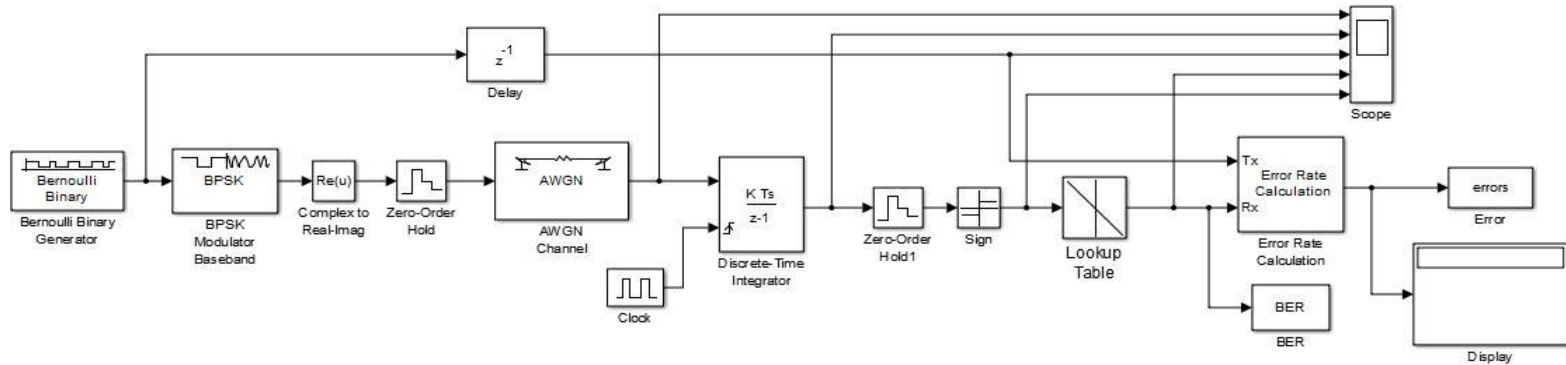 -1
z
Delay
Scope
Bernoulli
Binary
Bernoulli Binary
Generator
BPSK
BPSK
Modulator
Baseband
Re(u)
Complex to
Real-Imag
Zero-Order
Hold
AWGN
AWGN
Channel
Clock
K Ts
z-1
Discrete-Time
Integrator
Zero-Order
Hold1
Sign
Lookup
Table
Tx
Error Rate
Calculation
Rx
Error Rate
Calculation
BER
BER
errors
Error
Display